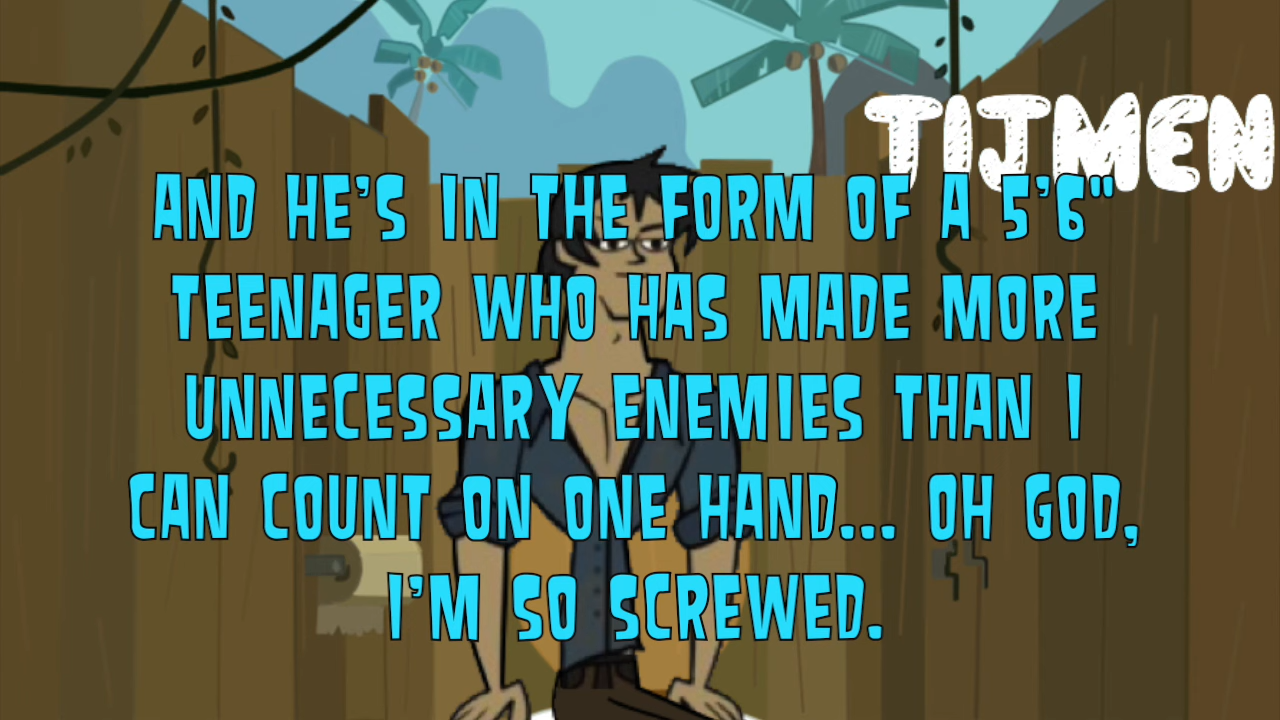 TIJMEN
AND HE'S IN THE FORM OF A 5'6"
TEENAGER WHO HAS MADE MORE
UNNECESSARY ENEMIES THAN I
CAN COUNT ON ONE HAND... OH GOD,
I'M SO SCREWED.